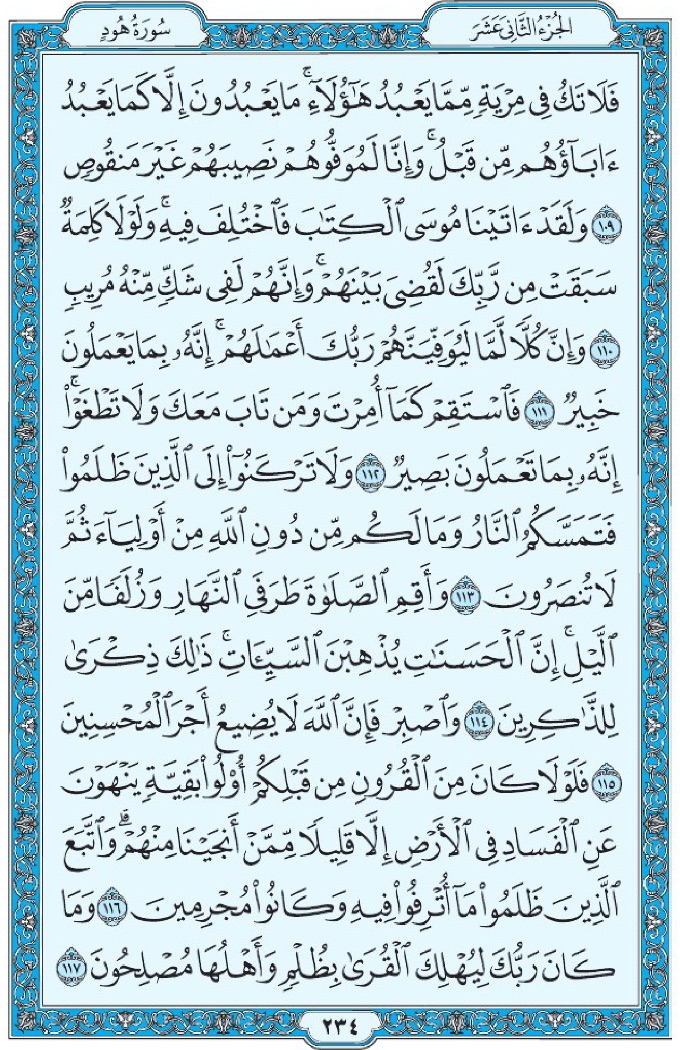 الجُزْءُ الثَّانِي عَشَرَ
سُورَةُ هُودٍ
فَلَا تَكُ فِي مِرْيَةٍ مِّمَّا يَعْبُدُ هَٰٓؤُلَآءِۚ مَا يَعْبُدُونَ إِلَّا كَمَا يَعْبُدُ
ءَابَآؤُهُم مِّن قَبْلُۚ وَإِنَّا لَمُوَفُّوهُمْ نَصِيبَهُمْ غَيْرَ مَنقُوصٍ
١٠٩ وَلَقَدْ ءَاتَيْنَا مُوسَى ٱلْكِتَٰبَ فَٱخْتُلِفَ فِيهِۚ وَلَوْلَا كَلِمَةٌ
سَبَقَتْ مِن رَّبِّكَ لَقُضِيَ بَيْنَهُمْۚ وَإِنَّهُمْ لَفِي شَكٍّ مِّنْهُ مُرِيبٍ
١١٠ وَإِنَّ كُلًّا لَّمَّا لَيُوَفِّيَنَّهُمْ رَبُّكَ أَعْمَٰلَهُمْۚ إِنَّهُۥ بِمَا يَعْمَلُونَ
خَبِيرٌ ١١١ فَٱسْتَقِمْ كَمَآ أُمِرْتَ وَمَن تَابَ مَعَكَ وَلَا تَطْغَوْا۟ۚ
إِنَّهُۥ بِمَا تَعْمَلُونَ بَصِيرٌ ١١٢ وَلَا تَرْكَنُوٓا۟ إِلَى ٱلَّذِينَ ظَلَمُوا۟
فَتَمَسَّكُمُ ٱلنَّارُ وَمَا لَكُم مِّن دُونِ ٱللَّهِ مِنْ أَوْلِيَآءَ ثُمَّ
لَا تُنصَرُونَ ١١٣ وَأَقِمِ ٱلصَّلَوٰةَ طَرَفَيِ ٱلنَّهَارِ وَزُلَفًا مِّنَ
ٱلَّيْلِۚ إِنَّ ٱلْحَسَنَٰتِ يُذْهِبْنَ ٱلسَّيِّـَٔاتِۚ ذَٰلِكَ ذِكْرَىٰ
لِلذَّٰكِرِينَ ١١٤ وَٱصْبِرْ فَإِنَّ ٱللَّهَ لَا يُضِيعُ أَجْرَ ٱلْمُحْسِنِينَ
١١٥ فَلَوْلَا كَانَ مِنَ ٱلْقُرُونِ مِن قَبْلِكُمْ أُو۟لُوا۟ بَقِيَّةٍ يَنْهَوْنَ
عَنِ ٱلْفَسَادِ فِي ٱلْأَرْضِ إِلَّا قَلِيلًا مِّمَّنْ أَنجَيْنَا مِنْهُمْۗ وَٱتَّبَعَ
ٱلَّذِينَ ظَلَمُوا۟ مَآ أُتْرِفُوا۟ فِيهِ وَكَانُوا۟ مُجْرِمِينَ ١١٦ وَمَا
كَانَ رَبُّكَ لِيُهْلِكَ ٱلْقُرَىٰ بِظُلْمٍ وَأَهْلُهَا مُصْلِحُونَ ١١٧
٢٣٤